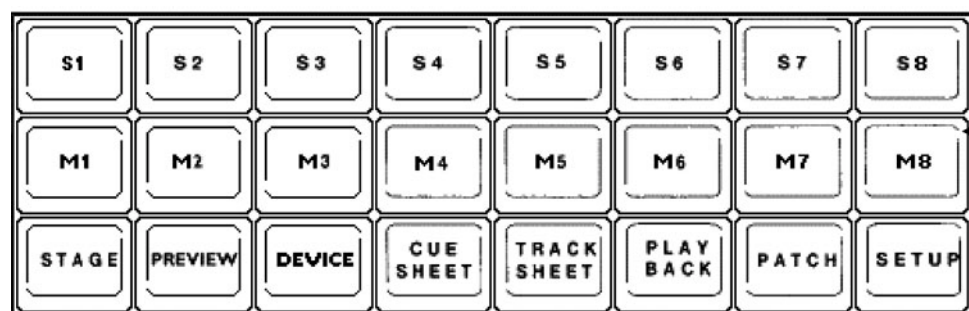 S1 S2 S3 S4 S5 S6 S7 S8
M1 M2 M3 M4 M5 M6 M7 M8
STAGE PREVIEW DEVICE CUE SHEET TRACK SHEET PLAY BACK PATCH SETUP